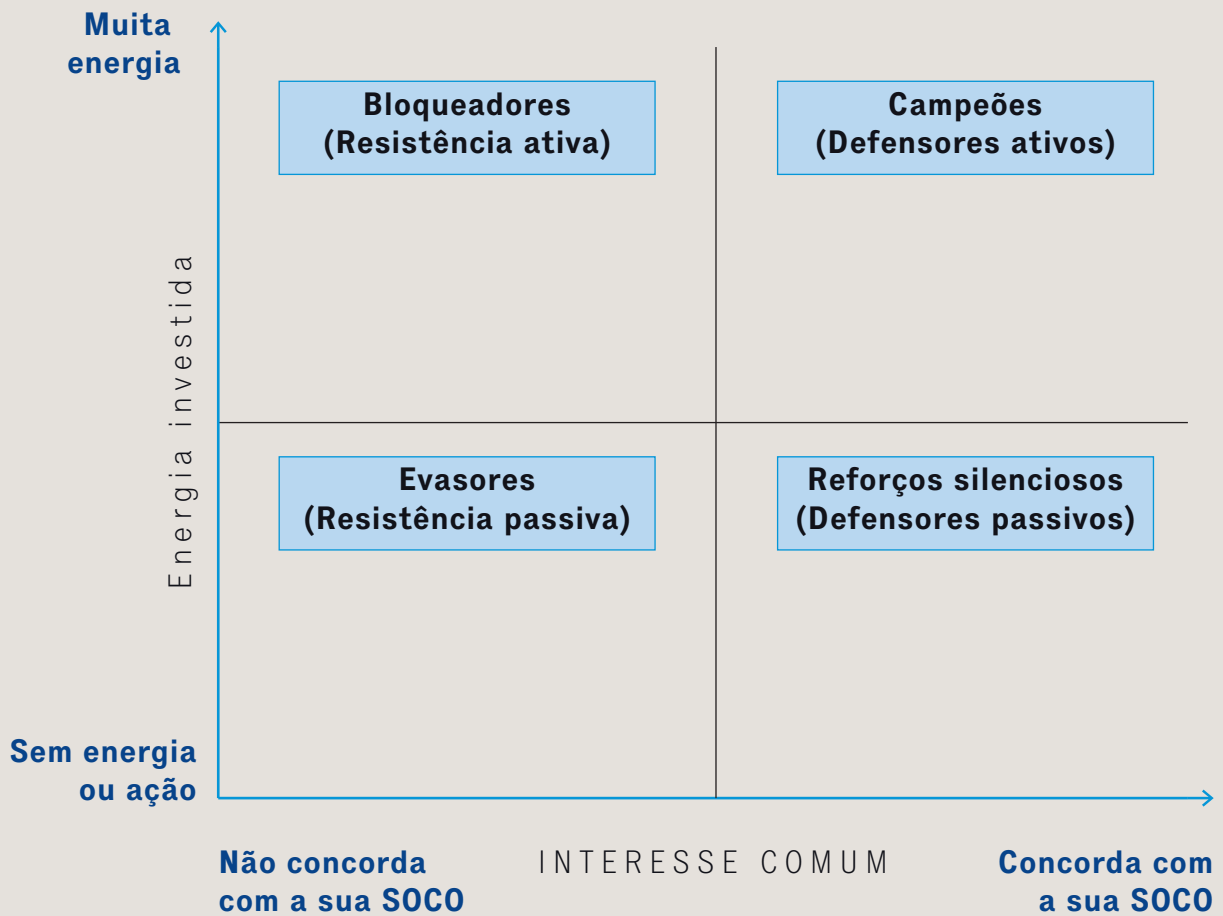 Muita
energia
Bloqueadores
(Resistência ativa)
Campeões
(Defensores ativos)
Energia investida
Evasores
(Resistência passiva)
Reforços silenciosos
(Defensores passivos)
Sem energia
ou ação
Não concorda
com a sua SOCO
INTERESSE COMUM
Concorda com
a sua SOCO